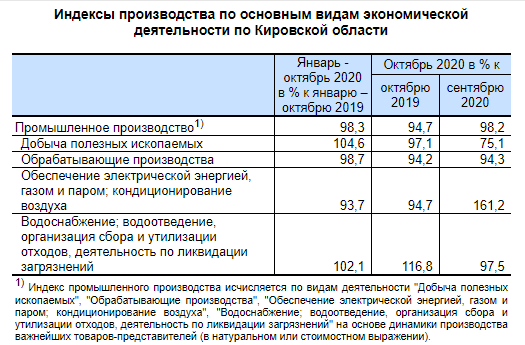 Индексы производства по основным видам экономической
деятельности по Кировской области
Январь -
октябрь 2020
в % к январю –
октябрю 2019
Октябрь 2020 в % к
октябрю
2019
сентябрю
2020
Промышленное производство1) 98,3 94,7 98,2
Добыча полезных ископаемых 104,6 97,1 75,1
Обрабатывающие производства 98,7 94,2 94,3
Обеспечение электрической энергией,
газом и паром; кондиционирование
воздуха 93,7 94,7 161,2
Водоснабжение; водоотведение,
организация сбора и утилизации
отходов, деятельность по ликвидации
загрязнений 102,1 116,8 97,5
1) Индекс промышленного производства исчисляется по видам деятельности "Добыча полезных
ископаемых", "Обрабатывающие производства", "Обеспечение электрической энергией, газом и
паром; кондиционирование воздуха", "Водоснабжение; водоотведение, организация сбора и
утилизации отходов, деятельность по ликвидации загрязнений" на основе динамики производства
важнейших товаров-представителей (в натуральном или стоимостном выражении).